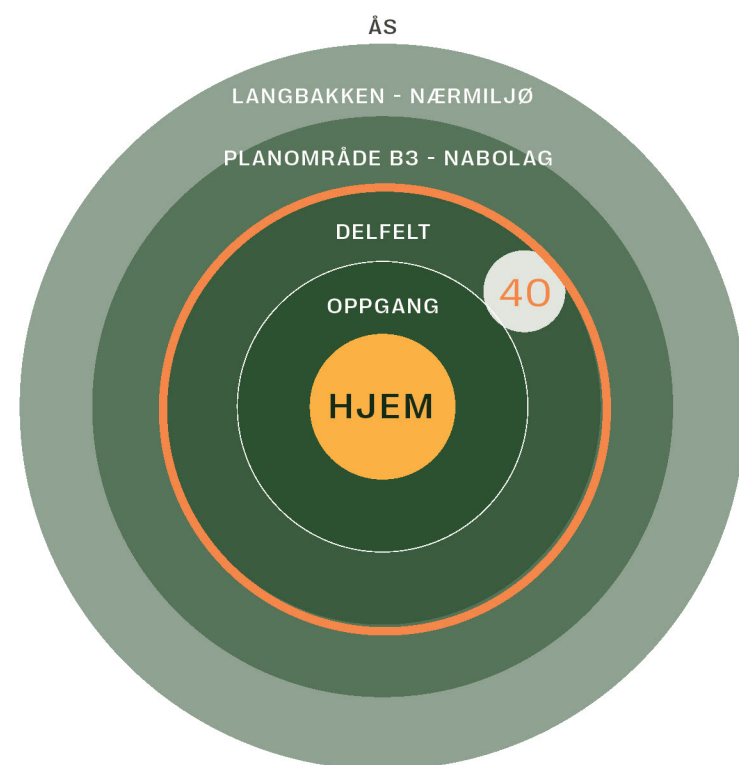 ÅS
LANGBAKKEN - NÆRMILJØ
PLANOMRÅDE B3 - NABOLAG
DELFELT
40
OPPGANG
HJEM